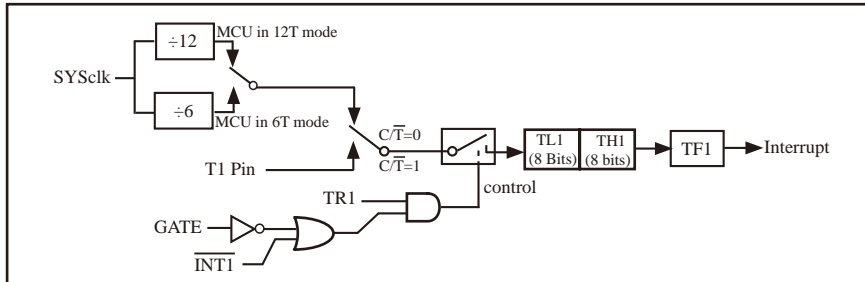 ÷12
MCU in 12T mode
SYSclk
÷6
MCU in 6T mode
C/T̅=0
T1 Pin
C/T̅=1
TL1
(8 Bits)
TH1
(8 bits)
TF1
Interrupt
control
TR1
GATE
I̅N̅T̅1̅